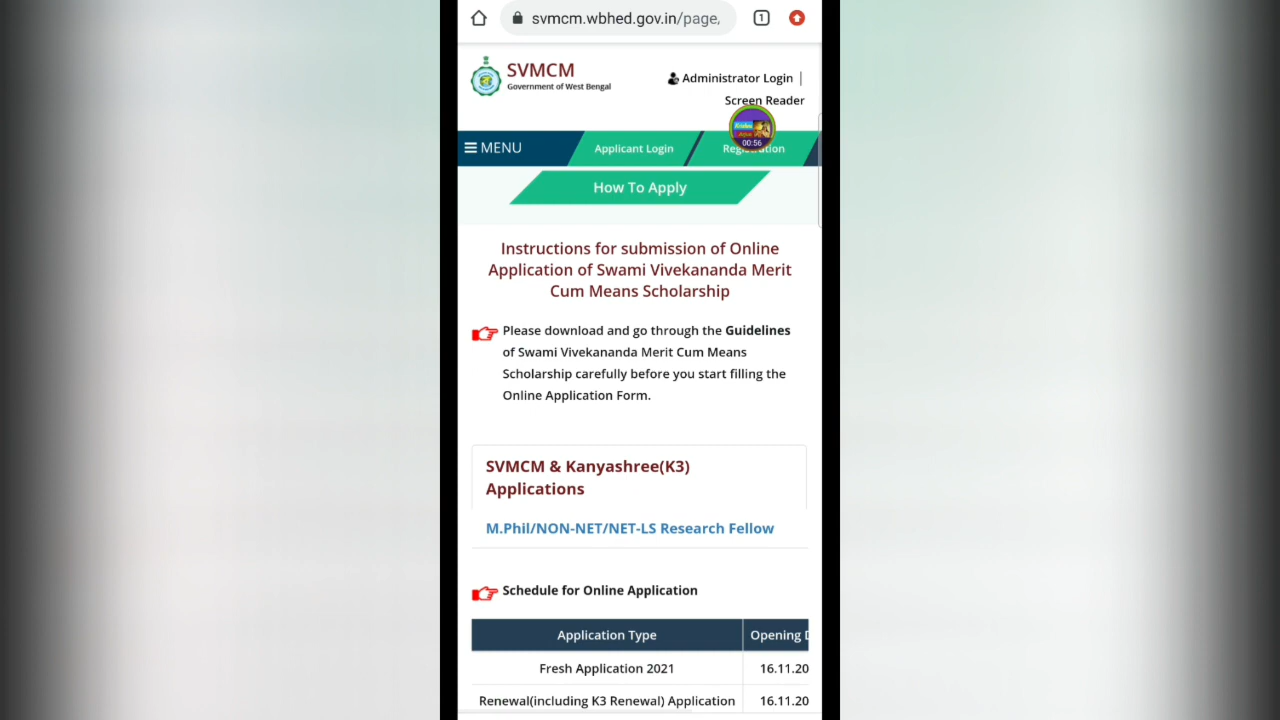 svmcm.wbhed.gov.in/page,
1
SVMCM
Government of West Bengal
Administrator Login |
Screen Reader
00:56
MENU
Applicant Login
How To Apply
Instructions for submission of Online
Application of Swami Vivekananda Merit
Cum Means Scholarship
Please download and go through the Guidelines
of Swami Vivekananda Merit Cum Means
Scholarship carefully before you start filling the
Online Application Form.
SVMCM & Kanyashree(K3)
Applications
M.Phil/NON-NET/NET-LS Research Fellow
Schedule for Online Application
Application Type Opening
Fresh Application 2021 16.11.20
Renewal(including K3 Renewal) Application 16.11.20